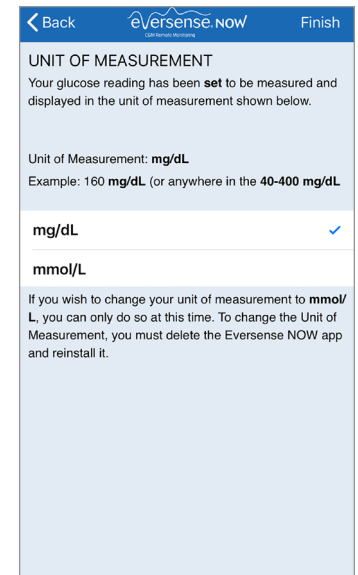 Back
eversense. NOW
CGM Remote Monitoring
Finish
UNIT OF MEASUREMENT
Your glucose reading has been set to be measured and
displayed in the unit of measurement shown below.
Unit of Measurement: mg/dL
Example: 160 mg/dL (or anywhere in the 40-400 mg/dL
mg/dL
mmol/L
If you wish to change your unit of measurement to mmol/
L, you can only do so at this time. To change the Unit of
Measurement, you must delete the Eversense NOW app
and reinstall it.